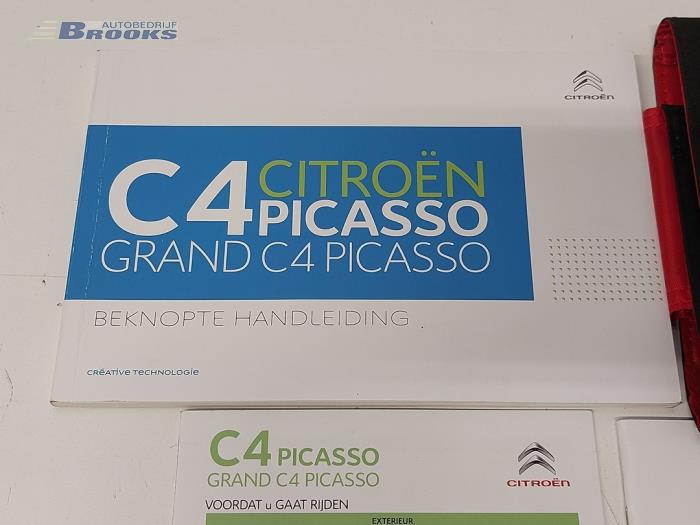 AUTOBEDRIJF
BROOKS
CITROËN
C4 CITROËN
PICASSO
GRAND C4 PICASSO
BEKNOPTE HANDLEIDING
CRÉATIVE TECHNOLOGIE
C4 PICASSO
GRAND C4 PICASSO
VOORDAT u GAAT RIJDEN
CITROËN
EXTERIEUR